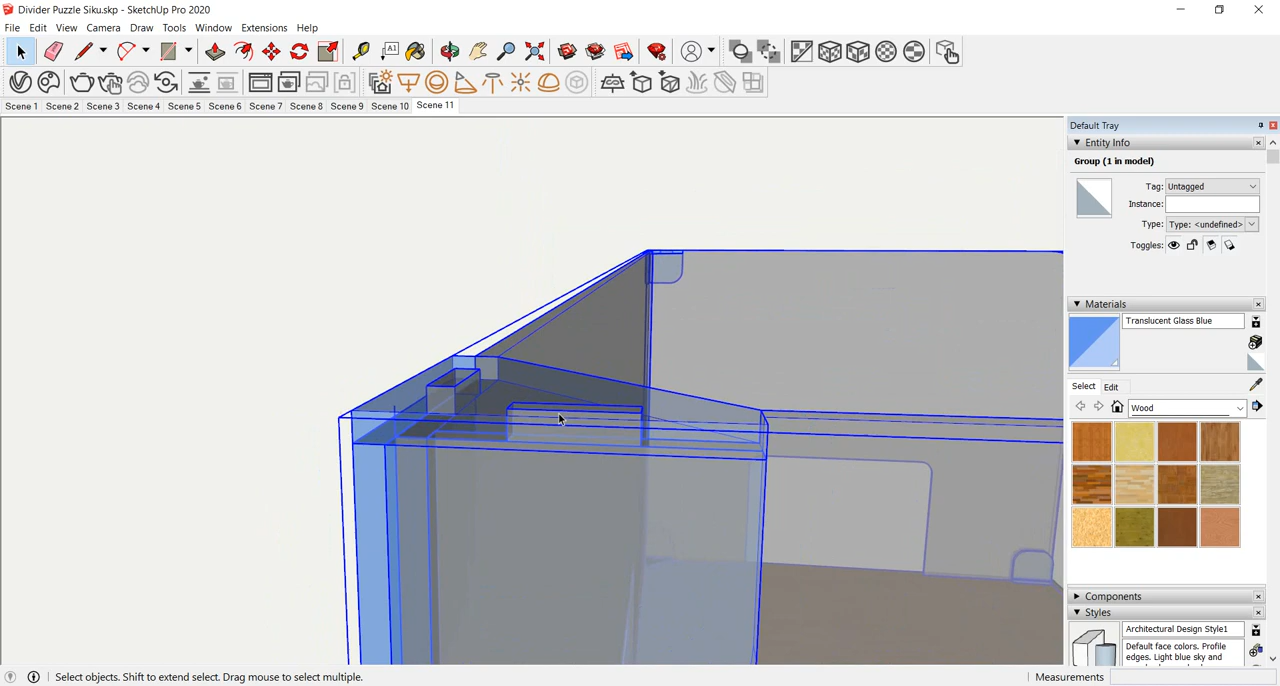 Divider Puzzle Siku.skp - SketchUp Pro 2020
File Edit View Camera Draw Tools Window Extensions Help
Scene 1 Scene 2 Scene 3 Scene 4 Scene 5 Scene 6 Scene 7 Scene 8 Scene 9 Scene 10 Scene 11
Default Tray
Entity Info
Group (1 in model)
Tag: Untagged
Instance:
Type: Type: <undefined>
Toggles:
Materials
Translucent Glass Blue
Select Edit
Wood
Components
Styles
Architectural Design Style1
Default face colors. Profile
edges. Light blue sky and
Select objects. Shift to extend select. Drag mouse to select multiple.
Measurements